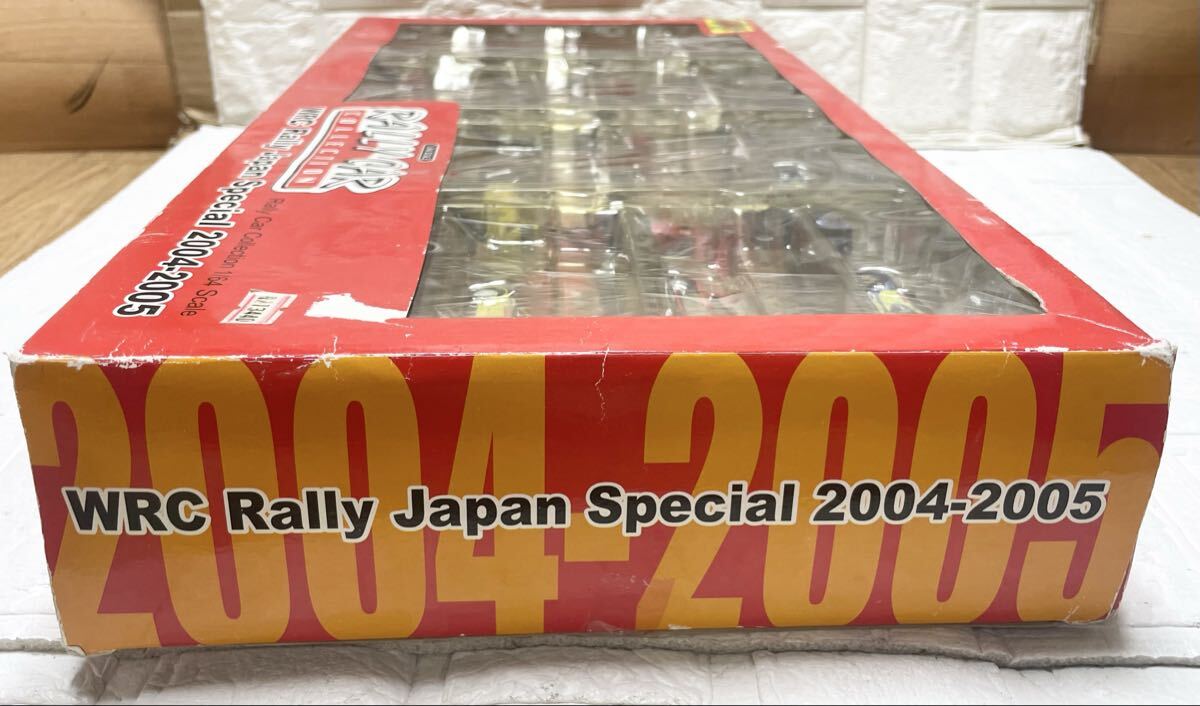 RALLY CAR
COLLECTION
WRC Rally Japan Special 2004-2005
Rally Car Collection 1/64 Scale
2004-2005
WRC Rally Japan Special 2004-2005